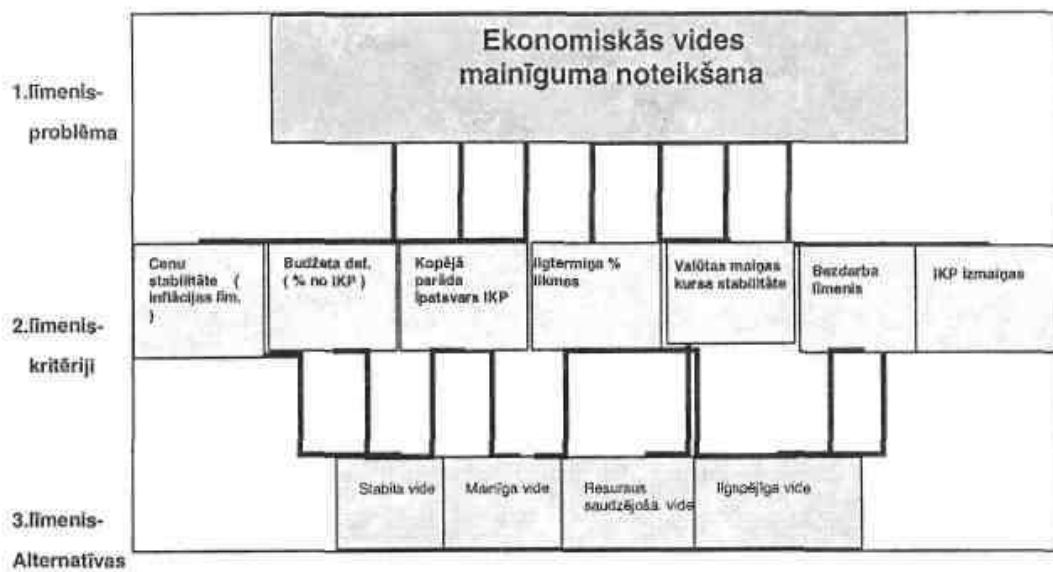 Ekonomiskās vides
mainīguma noteikšana
1.līmenis-
problēma
Cenu
stabilitāte (
inflācijas līm.
)
Budžeta def.
( % no IKP )
Kopējā
parāda
īpatsvars IKP
Ilgtermiņa %
likmes
Valūtas maiņas
kursa stabilitāte
Bezdarba
līmenis
IKP izmaiņas
2.līmenis-
kritēriji
Stabila vide
Mainīga vide
Resursus
saudzējoša vide
Ilgspējīga vide
3.līmenis-
Alternatīvas